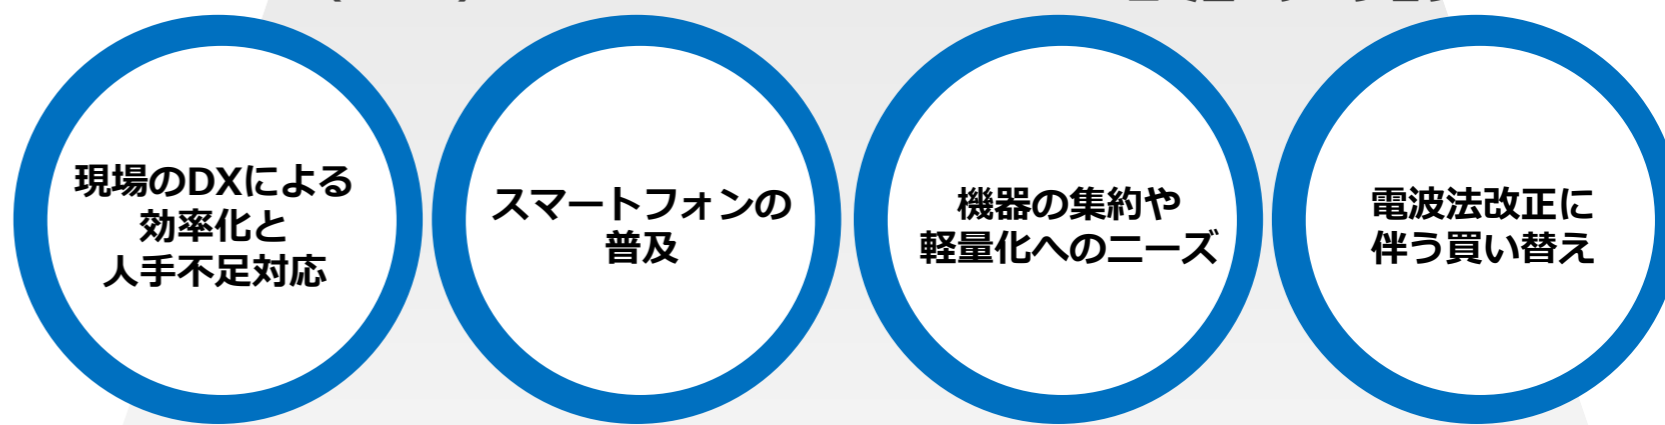 現場のDXによる
効率化と
人手不足対応
スマートフォンの
普及
機器の集約や
軽量化へのニーズ
電波法改正に
伴う買い替え